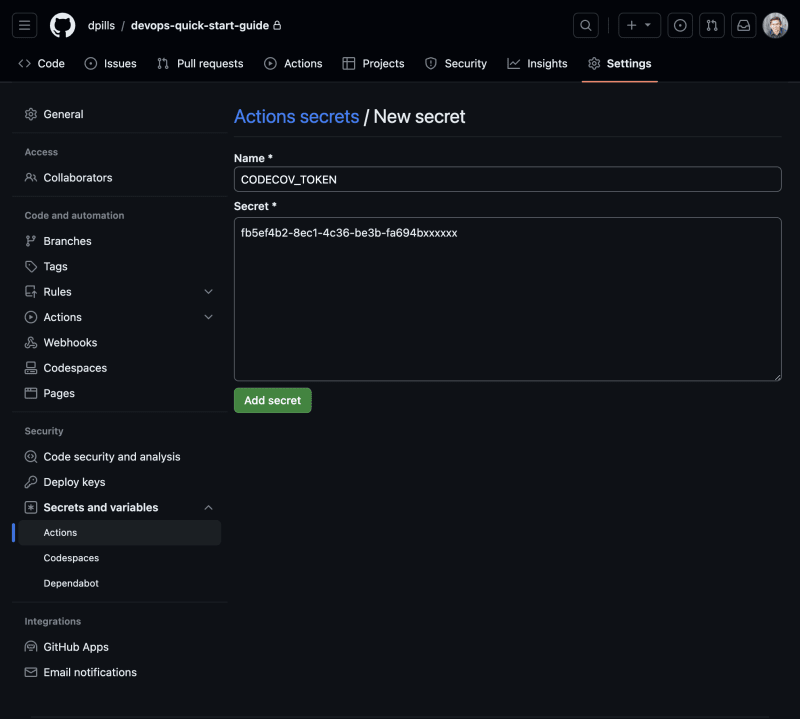 dpills / devops-quick-start-guide
Code Issues Pull requests Actions Projects Security Insights Settings
General
Access
Collaborators
Code and automation
Branches
Tags
Rules
Actions
Webhooks
Codespaces
Pages
Security
Code security and analysis
Deploy keys
Secrets and variables
Actions
Codespaces
Dependabot
Integrations
GitHub Apps
Email notifications
Actions secrets / New secret
Name *
CODECOV_TOKEN
Secret *
fb5ef4b2-8ec1-4c36-be3b-fa694bxxxxxx
Add secret